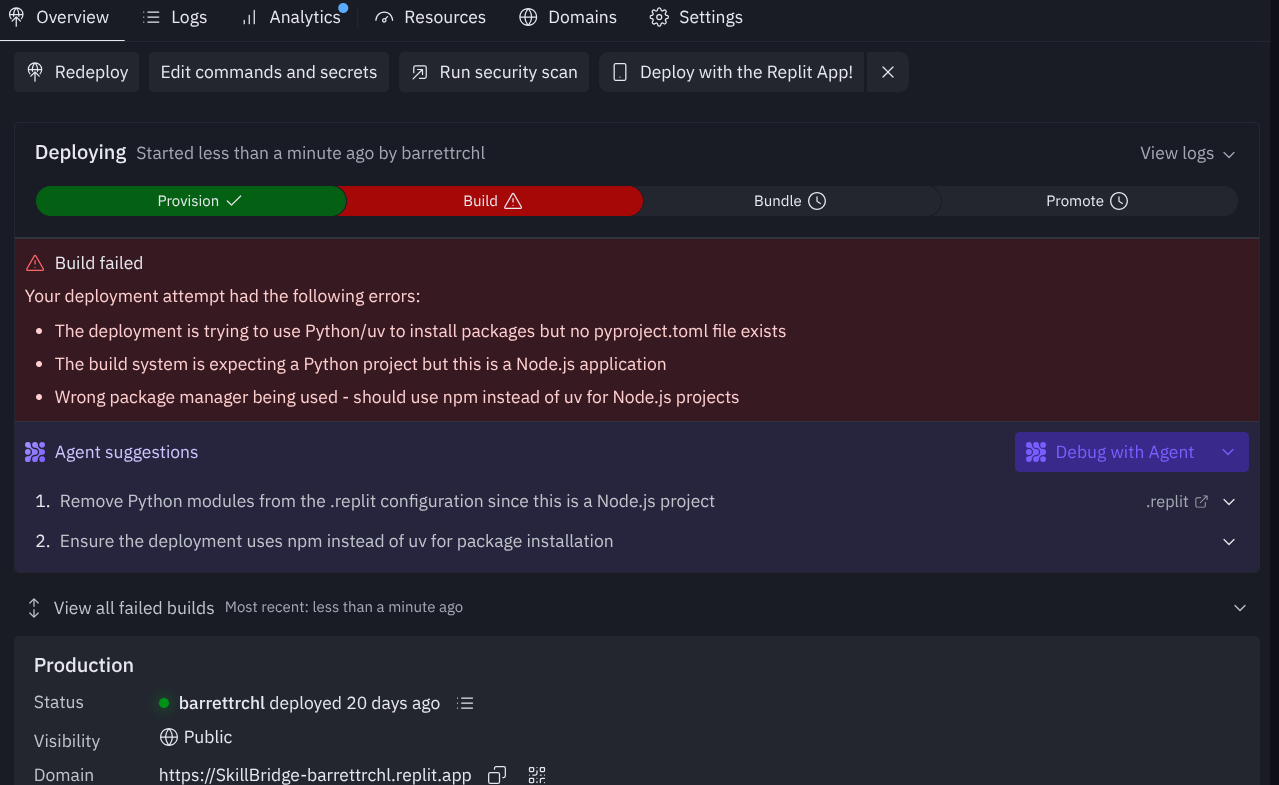 Overview Logs Analytics Resources Domains Settings
Redeploy Edit commands and secrets Run security scan Deploy with the Replit App!
Deploying Started less than a minute ago by barrettrchl View logs
Provision Build Bundle Promote
Build failed
Your deployment attempt had the following errors:
• The deployment is trying to use Python/uv to install packages but no pyproject.toml file exists
• The build system is expecting a Python project but this is a Node.js application
• Wrong package manager being used - should use npm instead of uv for Node.js projects
Agent suggestions Debug with Agent
1. Remove Python modules from the .replit configuration since this is a Node.js project .replit
2. Ensure the deployment uses npm instead of uv for package installation
View all failed builds Most recent: less than a minute ago
Production
Status barrettrchl deployed 20 days ago
Visibility Public
Domain https://SkillBridge-barrettrchl.replit.app